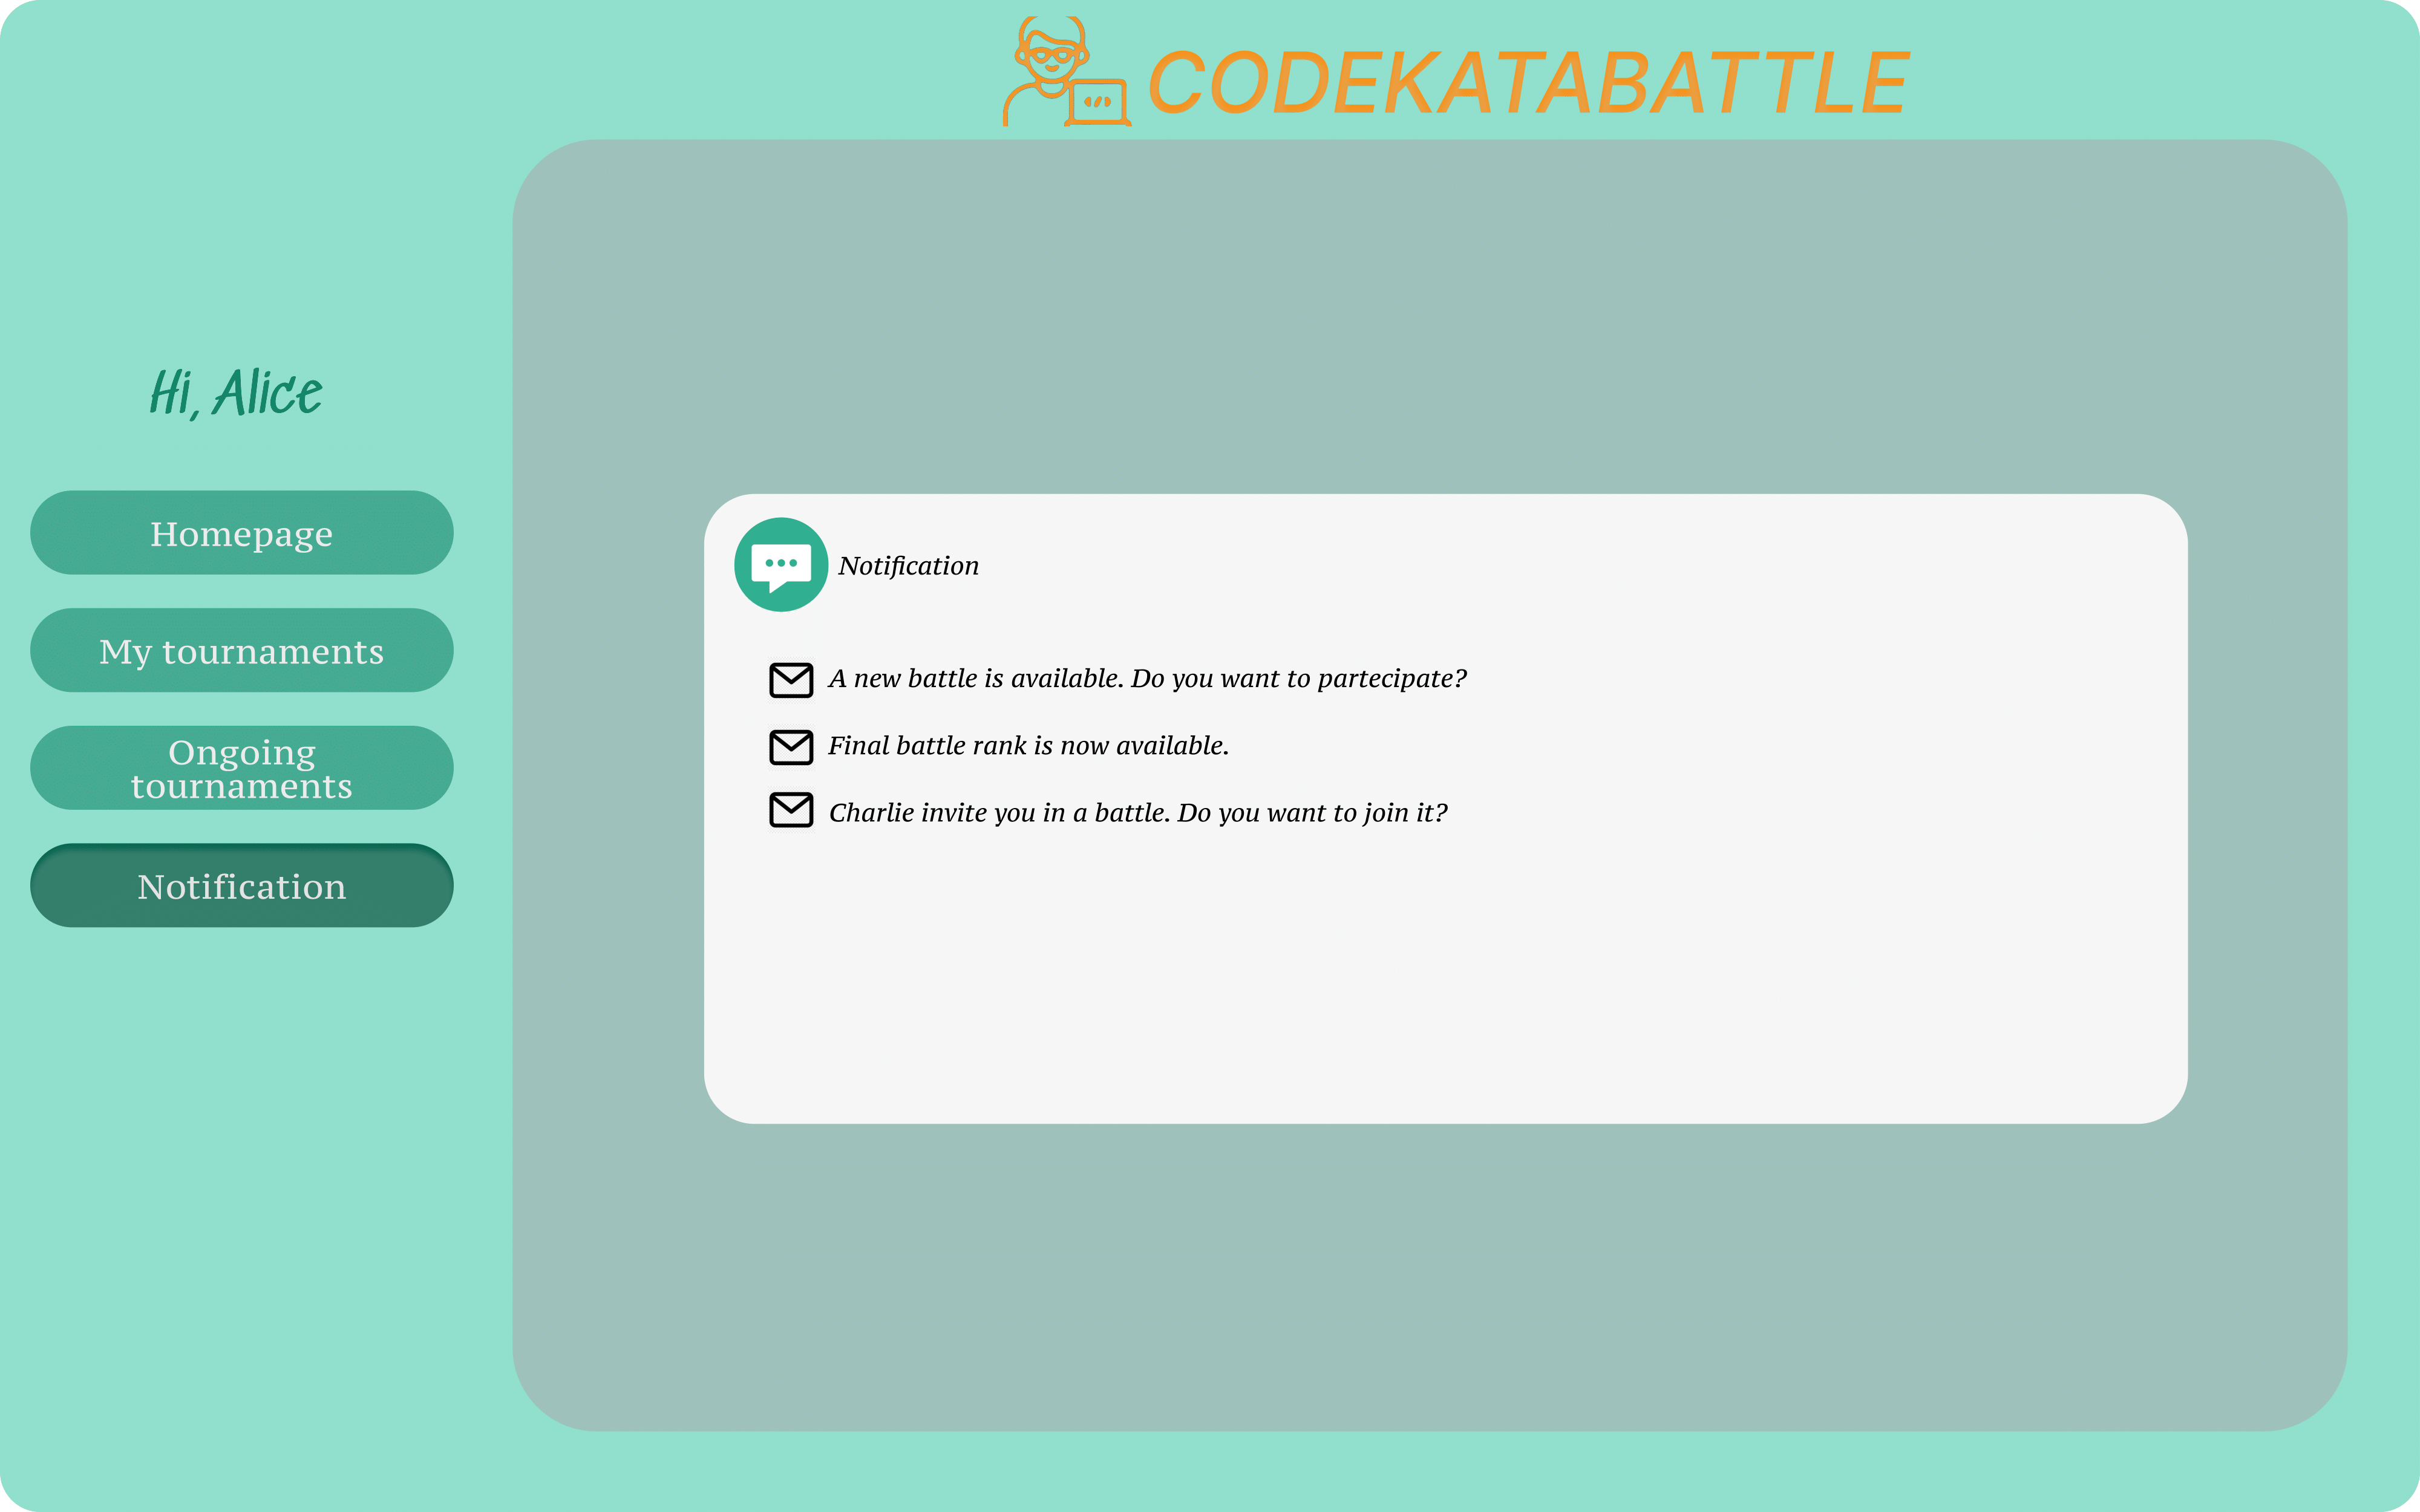 CODEKATABATTLE
Hi, Alice
Homepage
My tournaments
Ongoing
tournaments
Notification
Notification
A new battle is available. Do you want to partecipate?
Final battle rank is now available.
Charlie invite you in a battle. Do you want to join it?